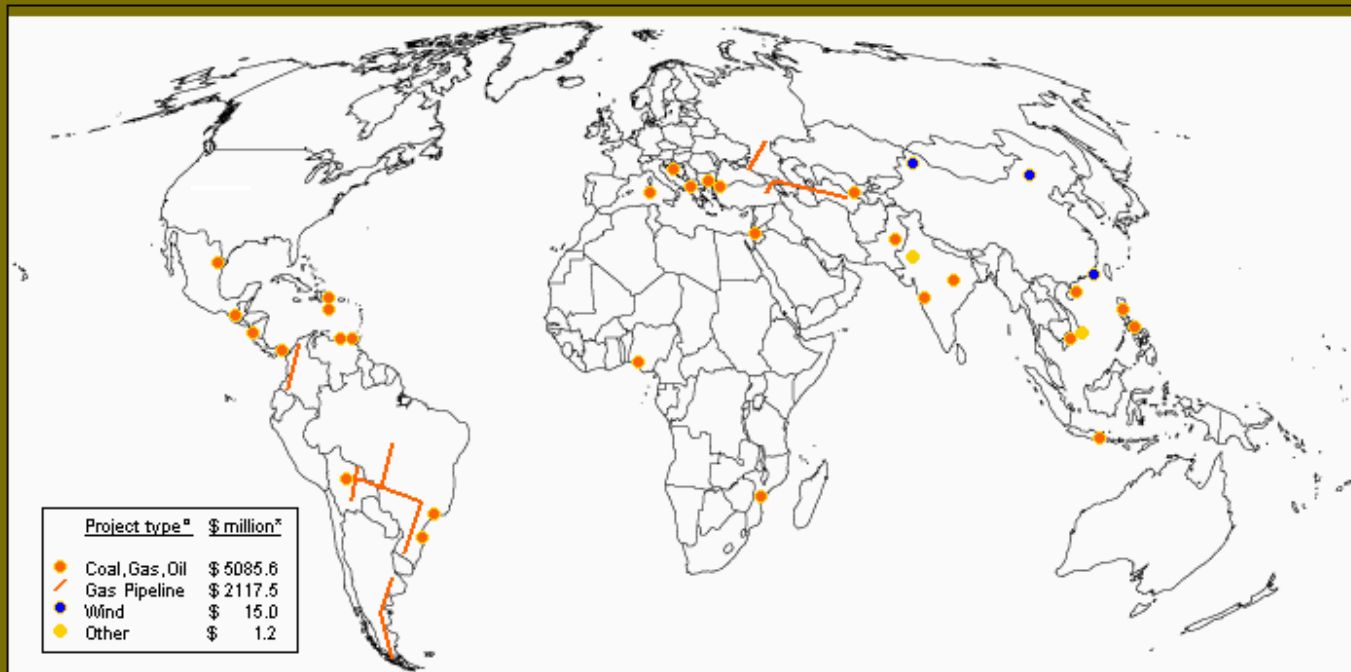 Project type¤ $ million*
Coal,Gas,Oil $ 5085.6
Gas Pipeline $ 2117.5
Wind $ 15.0
Other $ 1.2